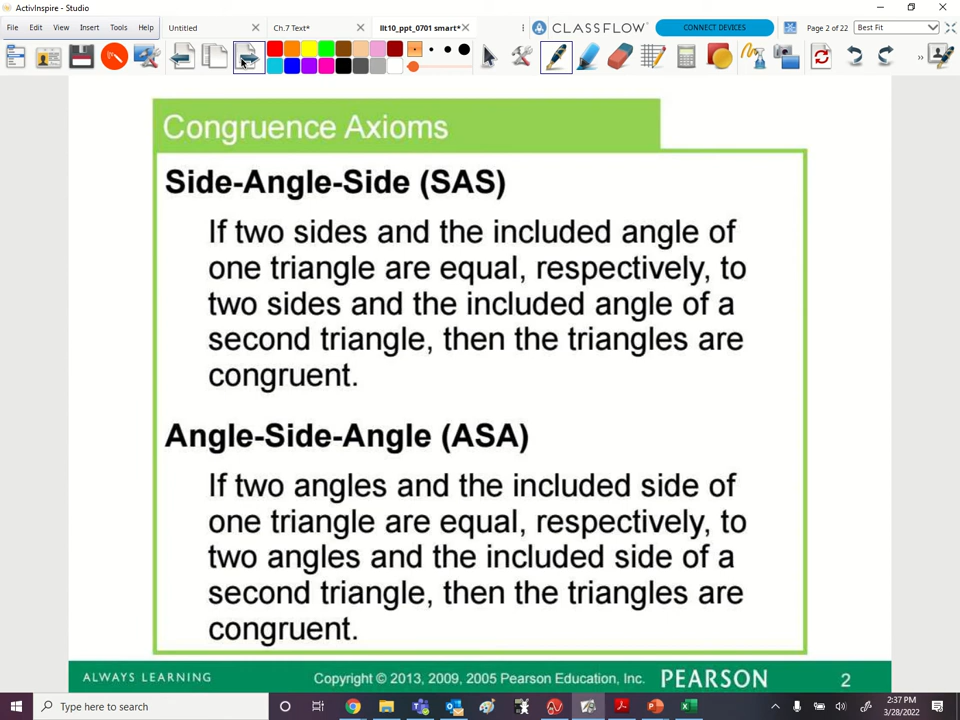 ActivInspire - Studio
File Edit View Insert Tools Help
Untitled
Ch.7 Text*
llt10_ppt_0701 smart*
CLASSFLOW
CONNECT DEVICES
Page 2 of 22
Best Fit
Congruence Axioms
Side-Angle-Side (SAS)
If two sides and the included angle of
one triangle are equal, respectively, to
two sides and the included angle of a
second triangle, then the triangles are
congruent.
Angle-Side-Angle (ASA)
If two angles and the included side of
one triangle are equal, respectively, to
two angles and the included side of a
second triangle, then the triangles are
congruent.
ALWAYS LEARNING
Copyright © 2013, 2009, 2005 Pearson Education, Inc.
PEARSON
2
Type here to search
2:37 PM
3/28/2022